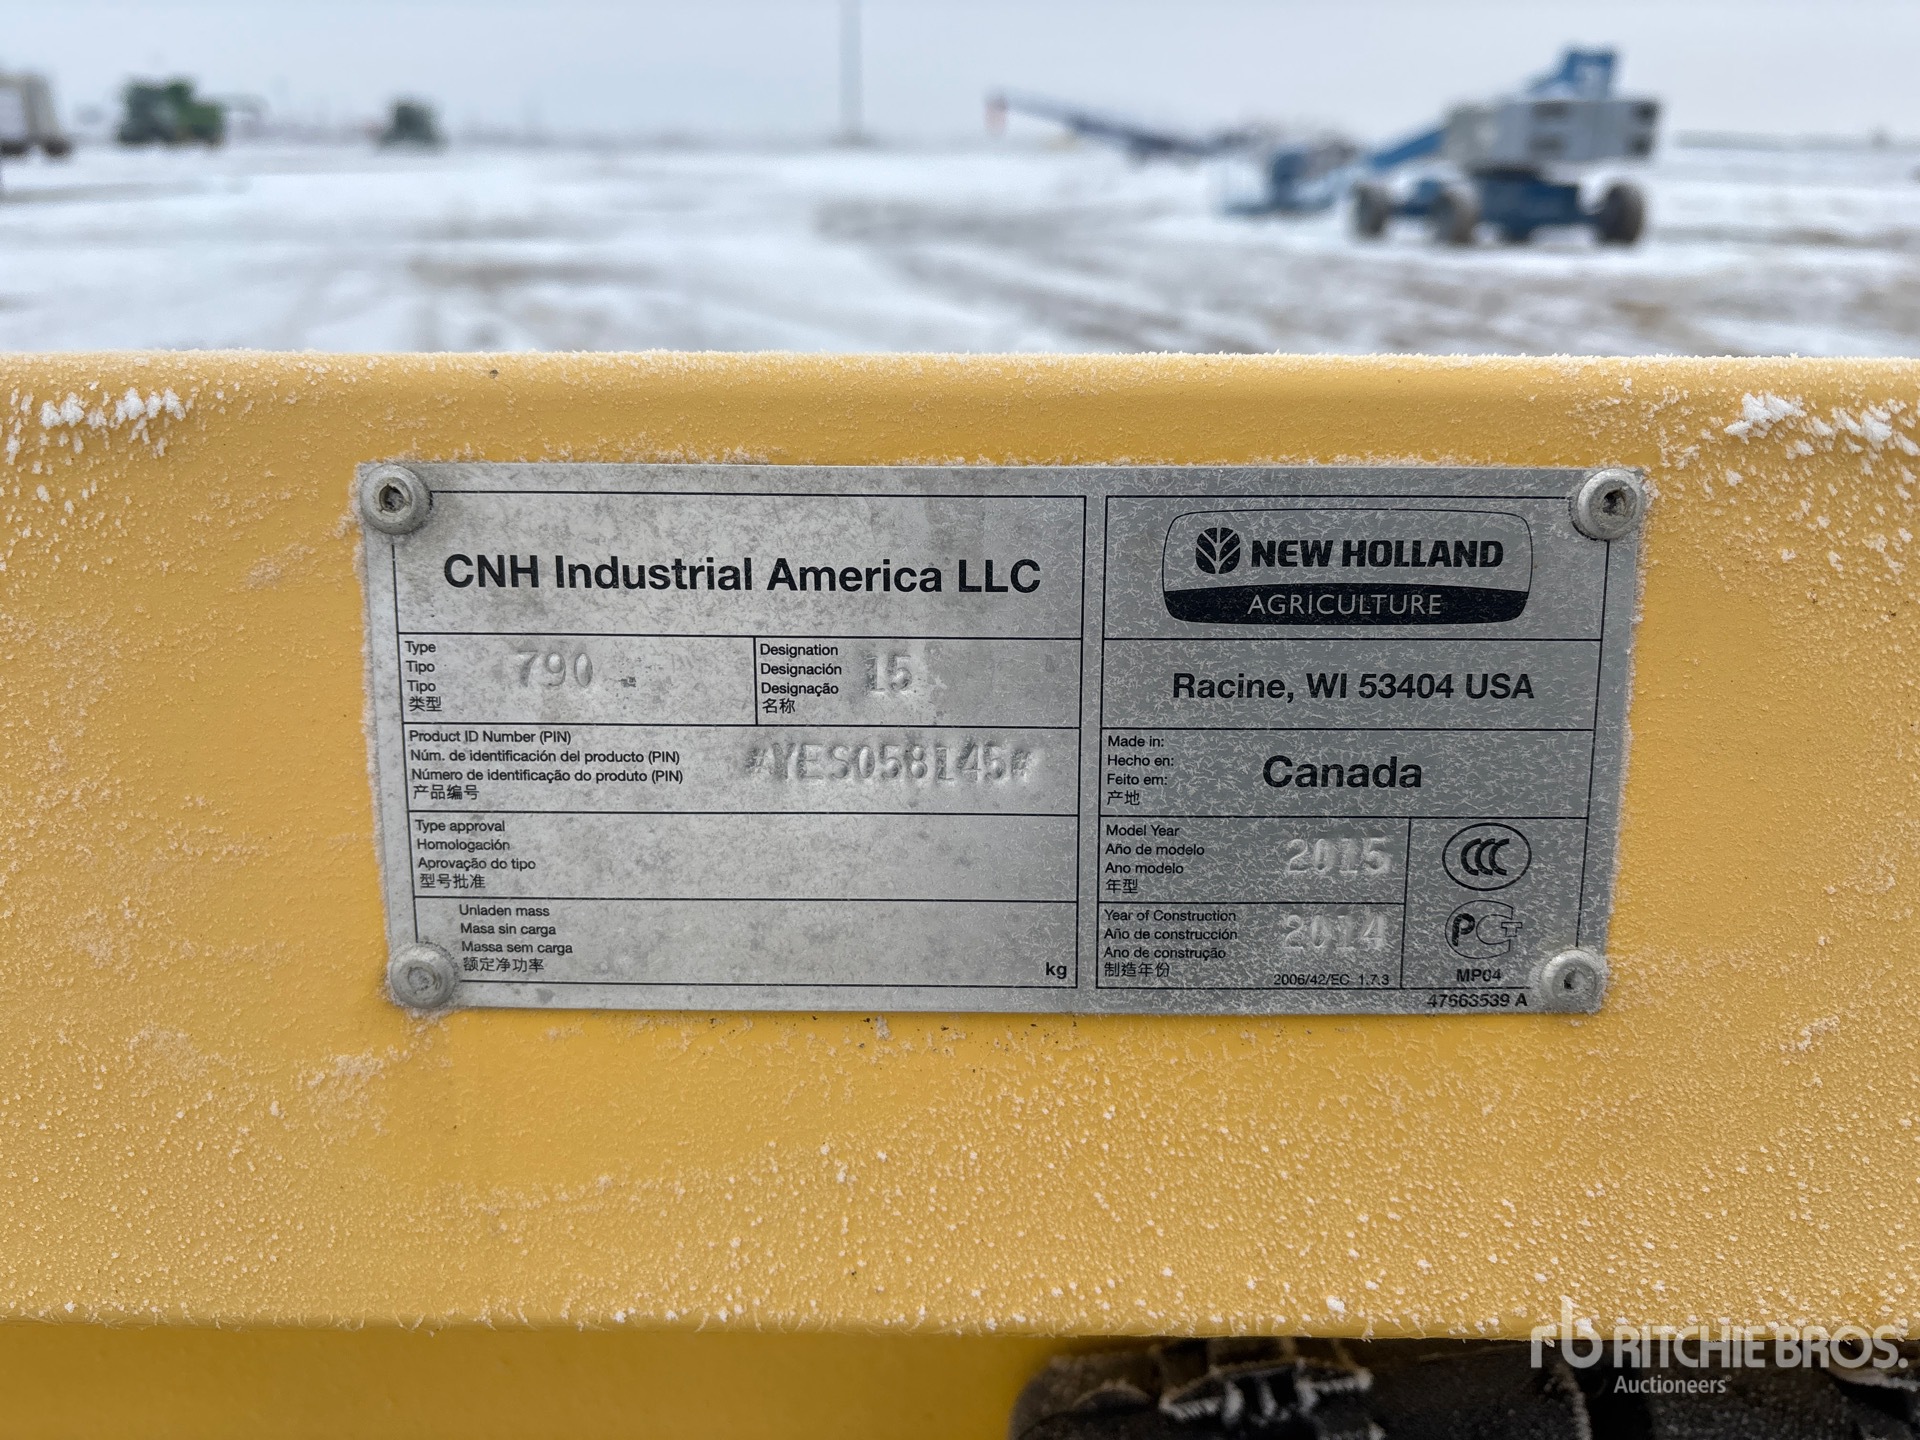 CNH Industrial America LLC
Type
Tipo
Tipo
类型
790
Designation
Designación
Designação
名称
15
Product ID Number (PIN)
Núm. de identificación del producto (PIN)
Número de identificação do produto (PIN)
产品编号
#YES058145#
Type approval
Homologación
Aprovação do tipo
型号批准
Unladen mass
Masa sin carga
Massa sem carga
额定净功率
kg
NEW HOLLAND
AGRICULTURE
Racine, WI 53404 USA
Made in:
Hecho en:
Feito em:
产地
Canada
Model Year
Año de modelo
Ano modelo
年型
2015
Year of Construction
Año de construcción
Ano de construção
制造年份
2014
2006/42/EC 1.7.3
CCC
PCT
MP04
47663539 A
rb RITCHIE BROS.
Auctioneers